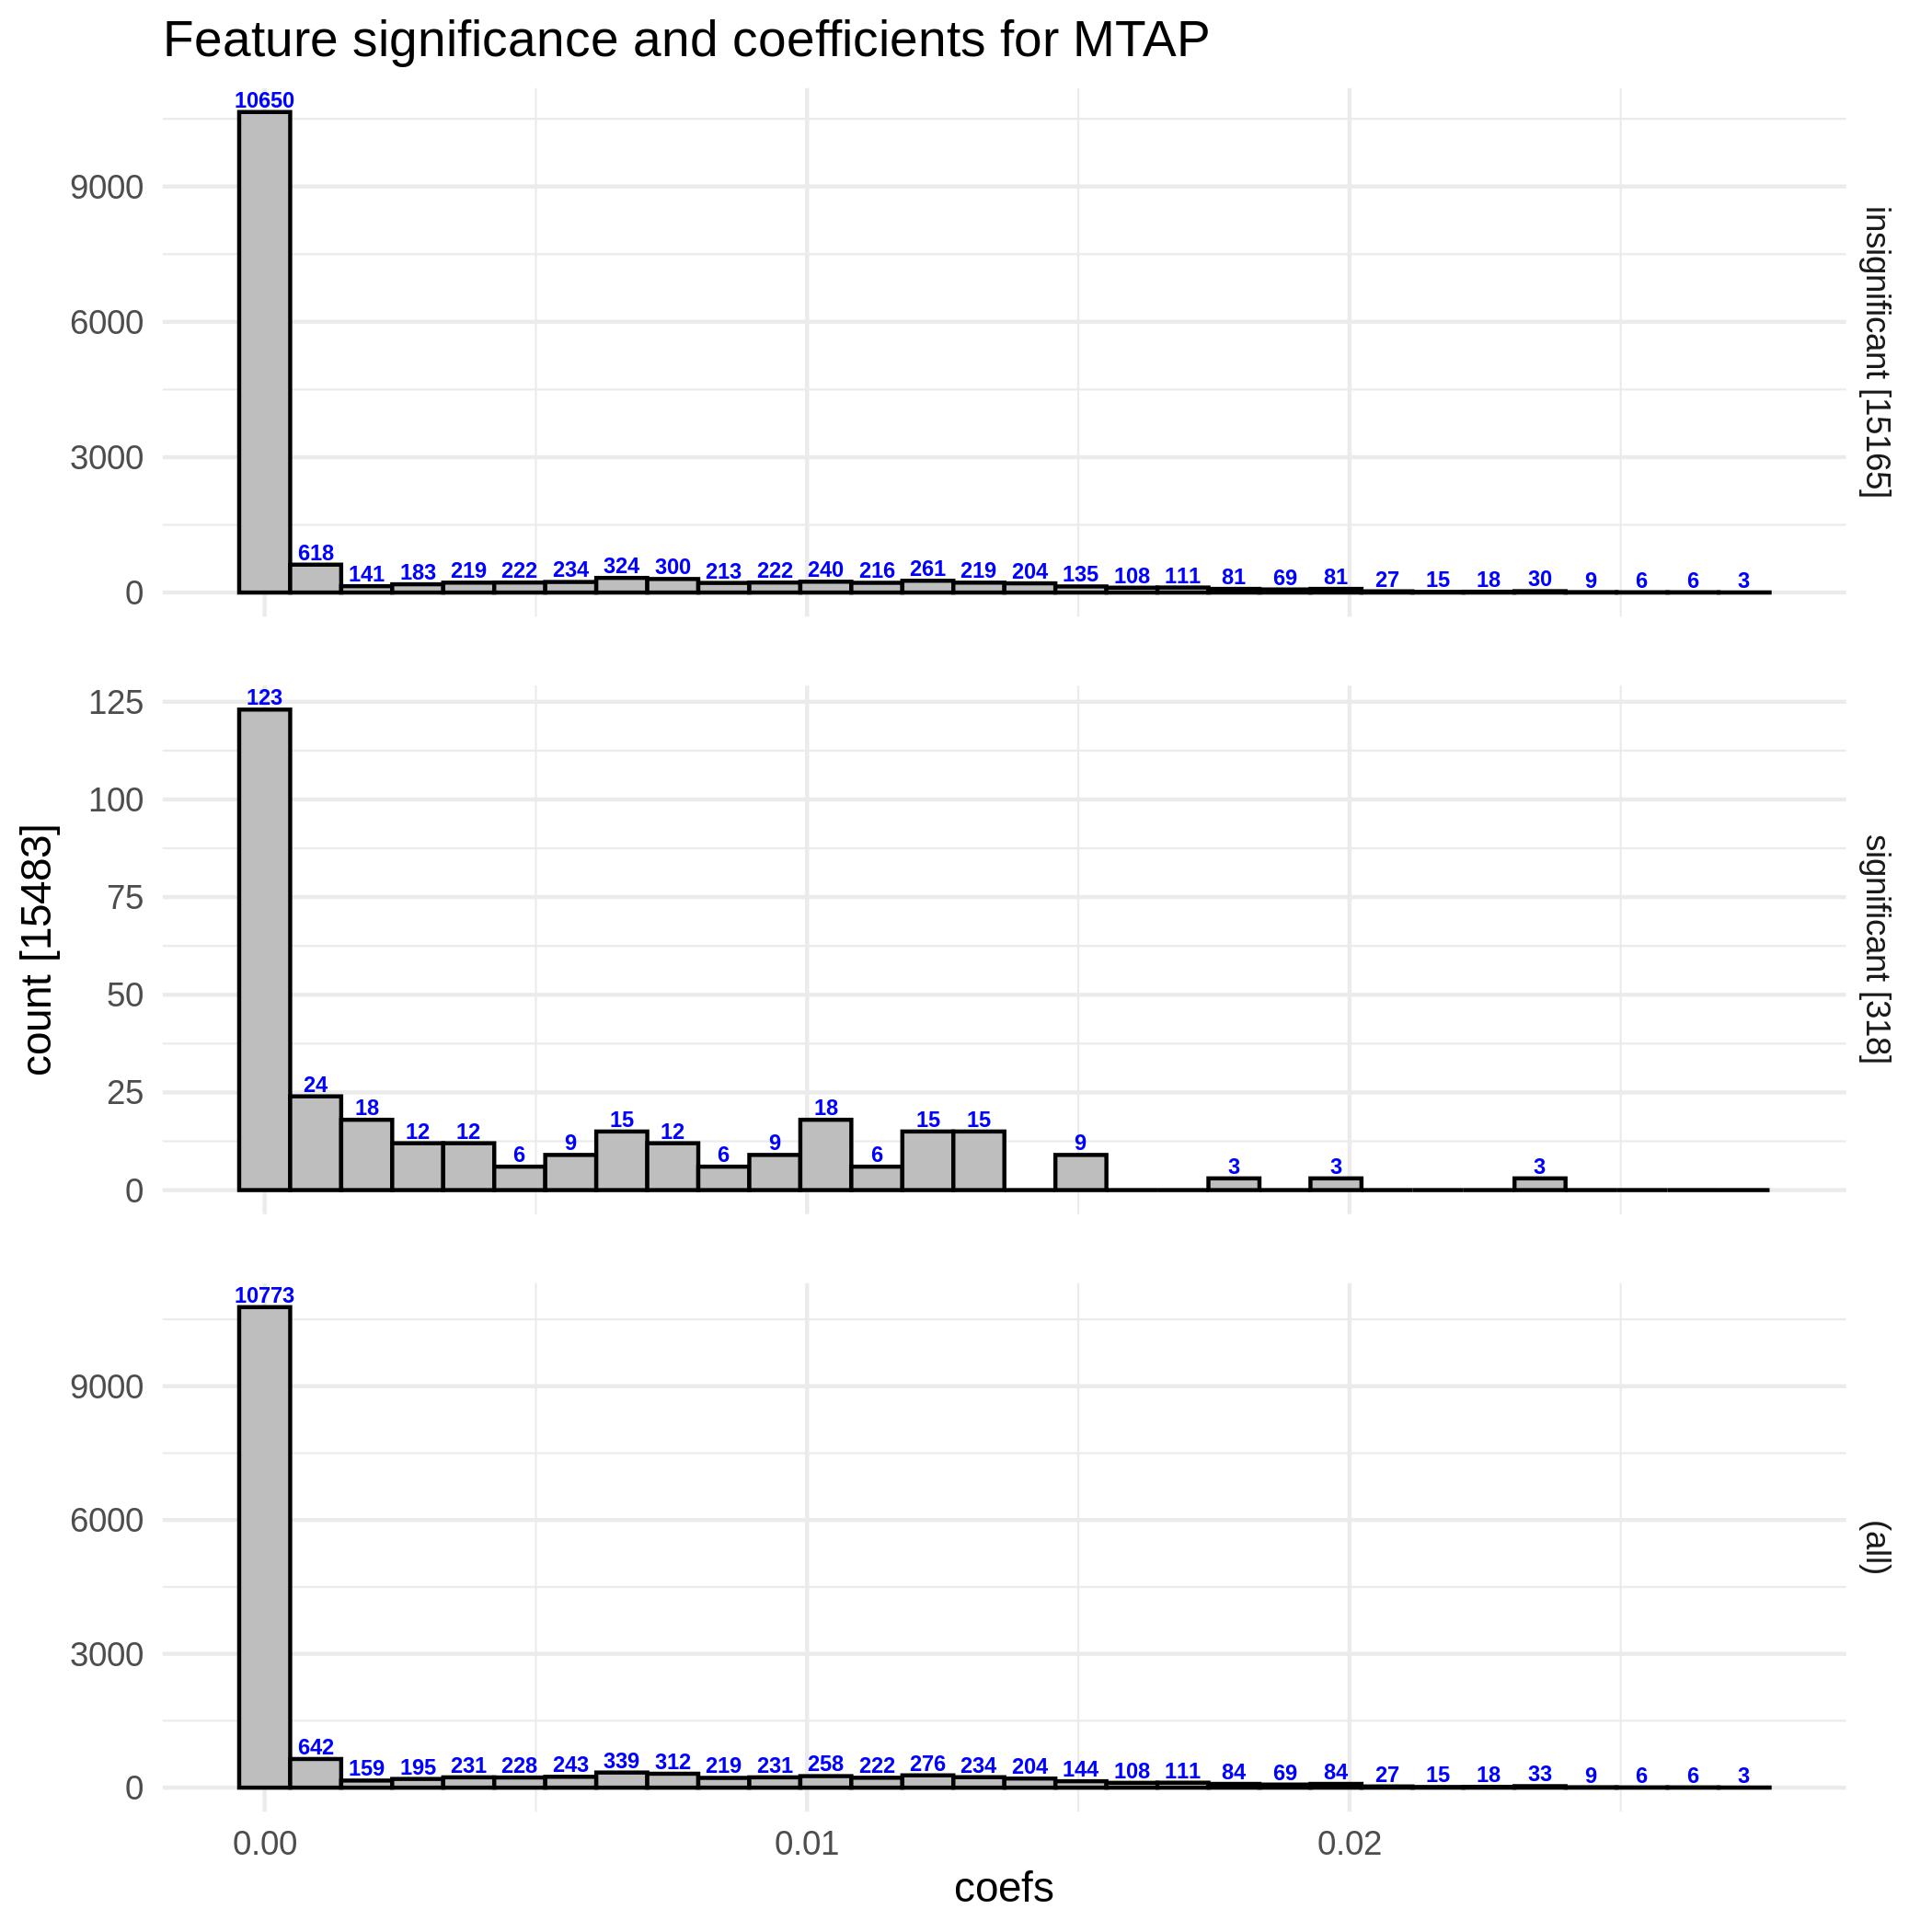 Feature significance and coefficients for MTAP
10650
9000
6000
3000
0
618 141 183 219 222 234 324 300 213 222 240 216 261 219 204 135 108 111 81 69 81 27 15 18 30 9 6 6 3
insignificant [15165]
count [15483]
123
125
100
75
50
25
0
24 18 12 12 6 9 15 12 6 9 18 6 15 15 9 3 3 3
significant [318]
10773
9000
6000
3000
0
642 159 195 231 228 243 339 312 219 231 258 222 276 234 204 144 108 111 84 69 84 27 15 18 33 9 6 6 3
(all)
0.00 0.01 0.02
coefs